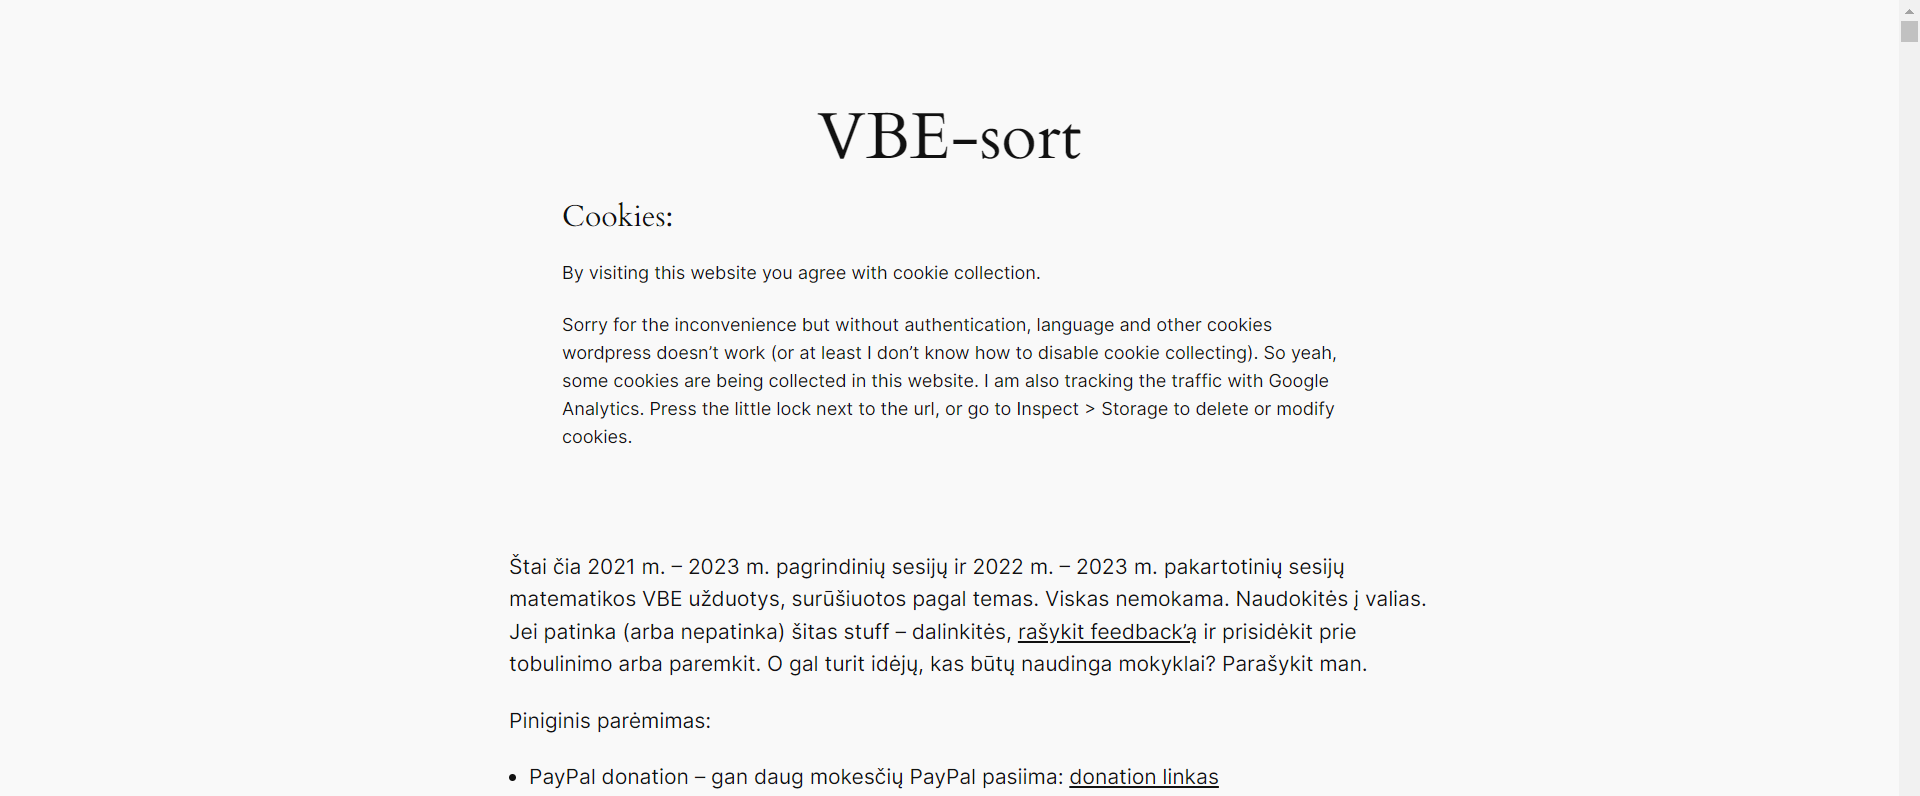 VBE-sort
Cookies:
By visiting this website you agree with cookie collection.
Sorry for the inconvenience but without authentication, language and other cookies
wordpress doesn’t work (or at least I don’t know how to disable cookie collecting). So yeah,
some cookies are being collected in this website. I am also tracking the traffic with Google
Analytics. Press the little lock next to the url, or go to Inspect > Storage to delete or modify
cookies.
Štai čia 2021 m. – 2023 m. pagrindinių sesijų ir 2022 m. – 2023 m. pakartotinių sesijų
matematikos VBE užduotys, surūšiuotos pagal temas. Viskas nemokama. Naudokitės į valias.
Jei patinka (arba nepatinka) šitas stuff – dalinkitės, rašykit feedback’ą ir prisidėkit prie
tobulinimo arba paremkit. O gal turit idėjų, kas būtų naudinga mokyklai? Parašykit man.
Piniginis parėmimas:
• PayPal donation – gan daug mokesčių PayPal pasiima: donation linkas